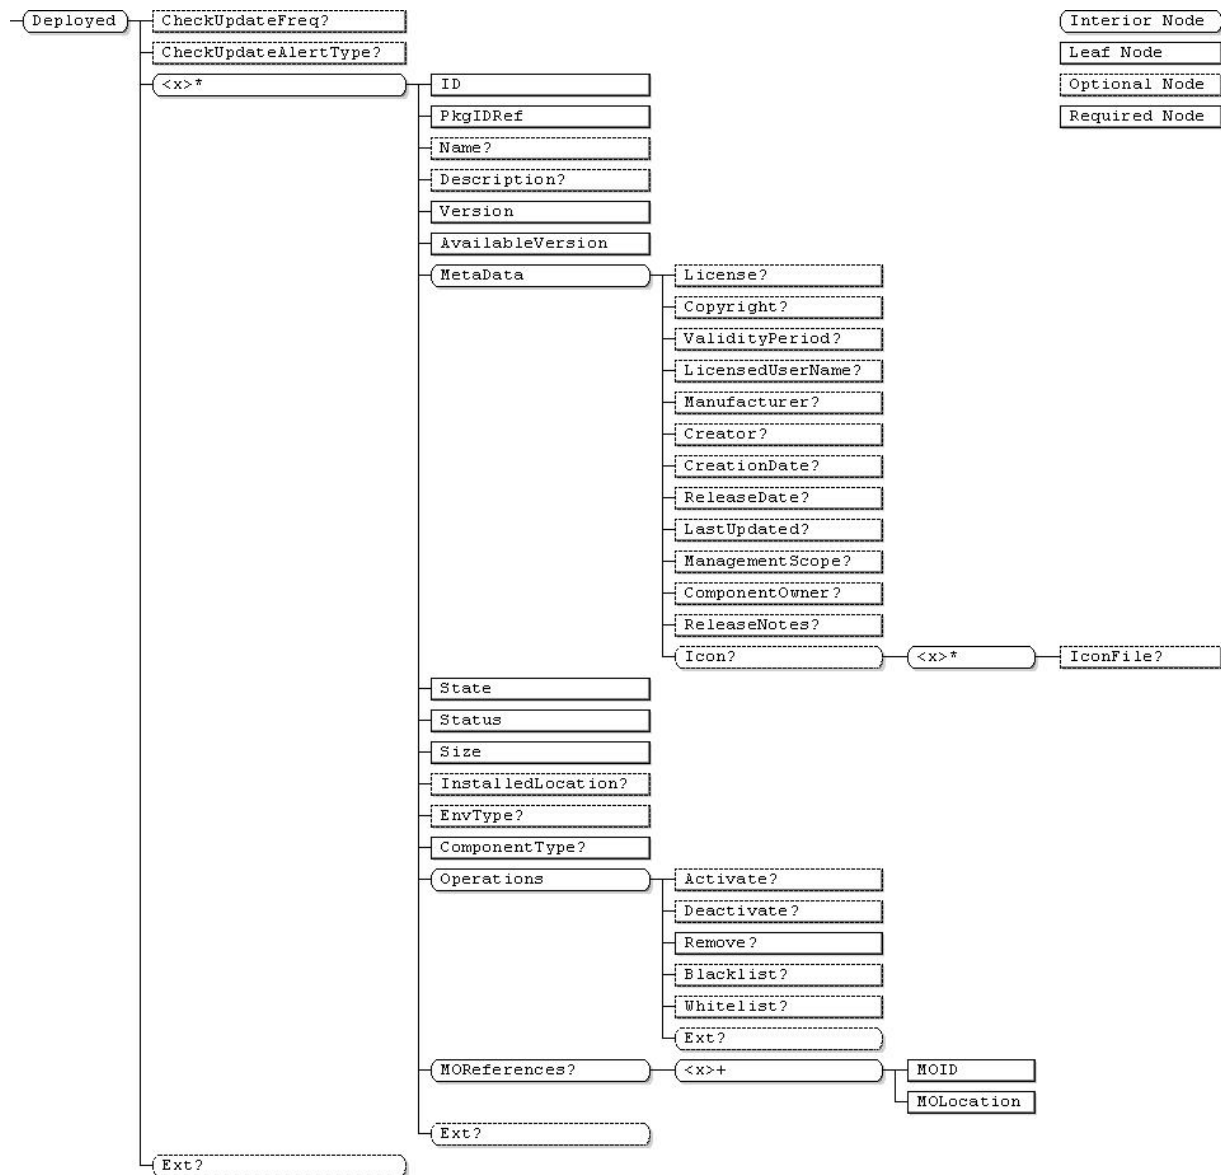 Deployed
CheckUpdateFreq?
Interior Node
CheckUpdateAlertType?
Leaf Node
<x>*
ID
Optional Node
PkgIDRef
Required Node
Name?
Description?
Version
AvailableVersion
MetaData
License?
Copyright?
ValidityPeriod?
LicensedUserName?
Manufacturer?
Creator?
CreationDate?
ReleaseDate?
LastUpdated?
ManagementScope?
ComponentOwner?
ReleaseNotes?
Icon?
<x>*
IconFile?
State
Status
Size
InstalledLocation?
EnvType?
ComponentType?
Operations
Activate?
Deactivate?
Remove?
Blacklist?
Whitelist?
Ext?
MOReferences?
<x>+
MOID
MOLocation
Ext?
Ext?